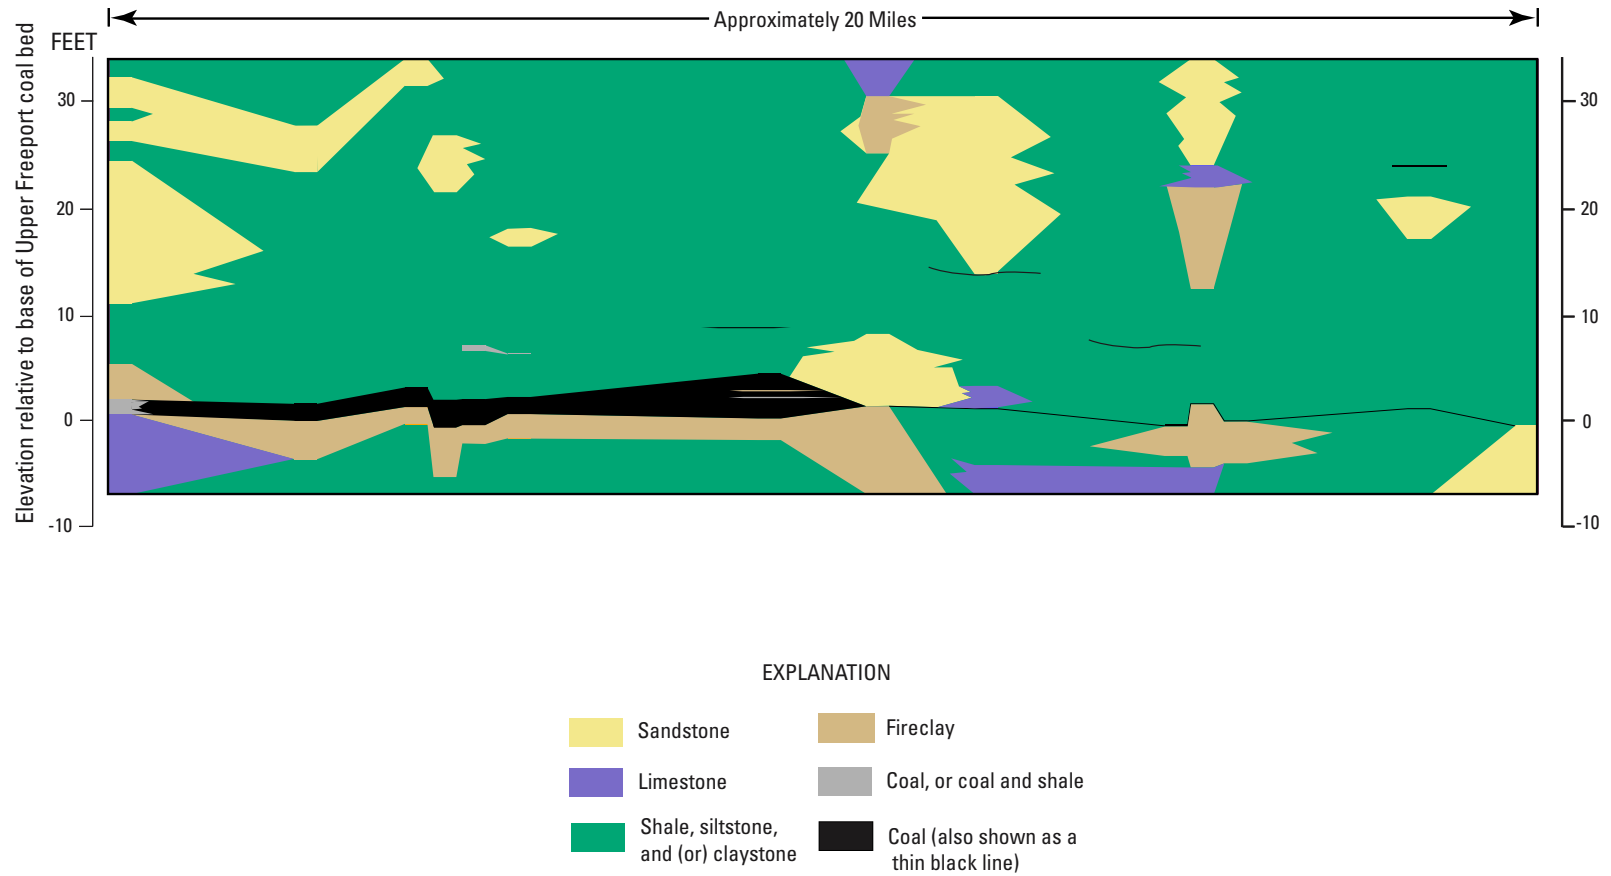 Approximately 20 Miles
FEET
Elevation relative to base of Upper Freeport coal bed
30
20
10
0
-10
30
20
10
0
-10
EXPLANATION
Sandstone
Limestone
Shale, siltstone,
and (or) claystone
Fireclay
Coal, or coal and shale
Coal (also shown as a
thin black line)